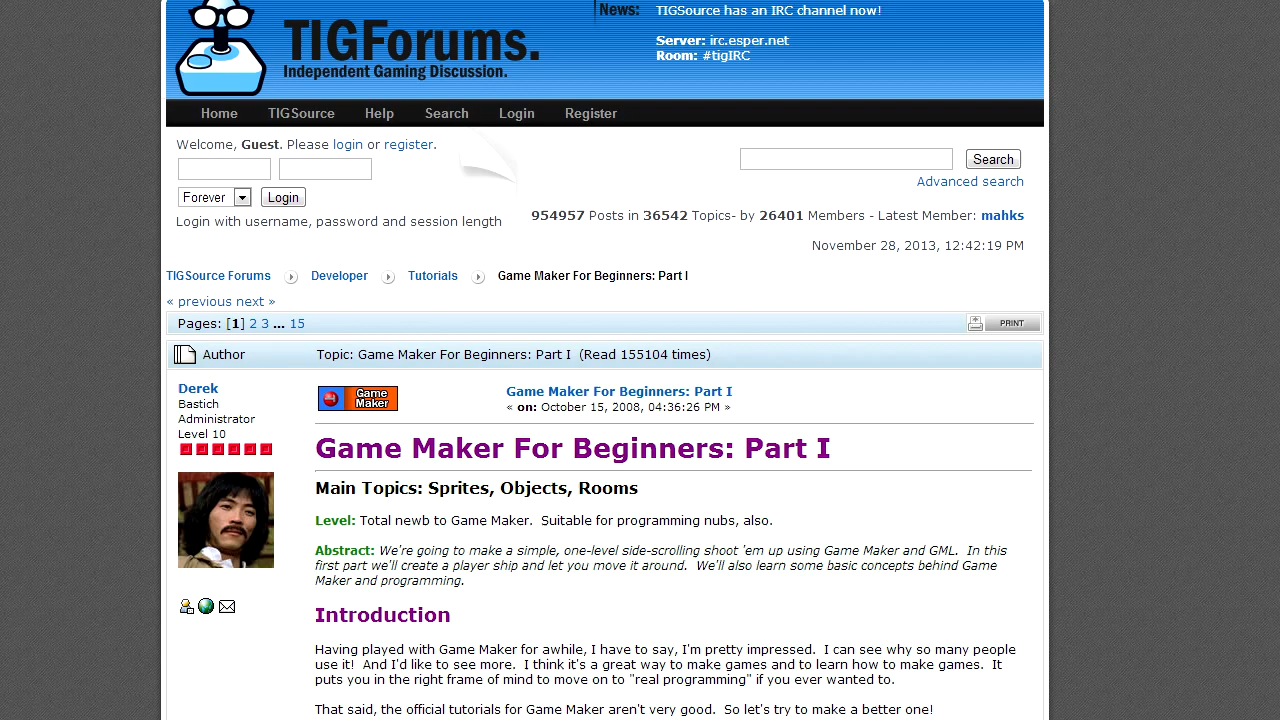 News: TIGSource has an IRC channel now!
TIGForums.
Independent Gaming Discussion.
Server: irc.esper.net
Room: #tigIRC
Home TIGSource Help Search Login Register
Welcome, Guest. Please login or register.
Search
Forever Login
Advanced search
Login with username, password and session length
954957 Posts in 36542 Topics- by 26401 Members - Latest Member: mahks
November 28, 2013, 12:42:19 PM
TIGSource Forums Developer Tutorials Game Maker For Beginners: Part I
« previous next »
Pages: [1] 2 3 ... 15
PRINT
Author Topic: Game Maker For Beginners: Part I (Read 155104 times)
Derek
Bastich
Administrator
Level 10
Game
Maker
Game Maker For Beginners: Part I
« on: October 15, 2008, 04:36:26 PM »
Game Maker For Beginners: Part I
Main Topics: Sprites, Objects, Rooms
Level: Total newb to Game Maker. Suitable for programming nubs, also.
Abstract: We're going to make a simple, one-level side-scrolling shoot 'em up using Game Maker and GML. In this
first part we'll create a player ship and let you move it around. We'll also learn some basic concepts behind Game
Maker and programming.
Introduction
Having played with Game Maker for awhile, I have to say, I'm pretty impressed. I can see why so many people
use it! And I'd like to see more. I think it's a great way to make games and to learn how to make games. It
puts you in the right frame of mind to move on to "real programming" if you ever wanted to.
That said, the official tutorials for Game Maker aren't very good. So let's try to make a better one!